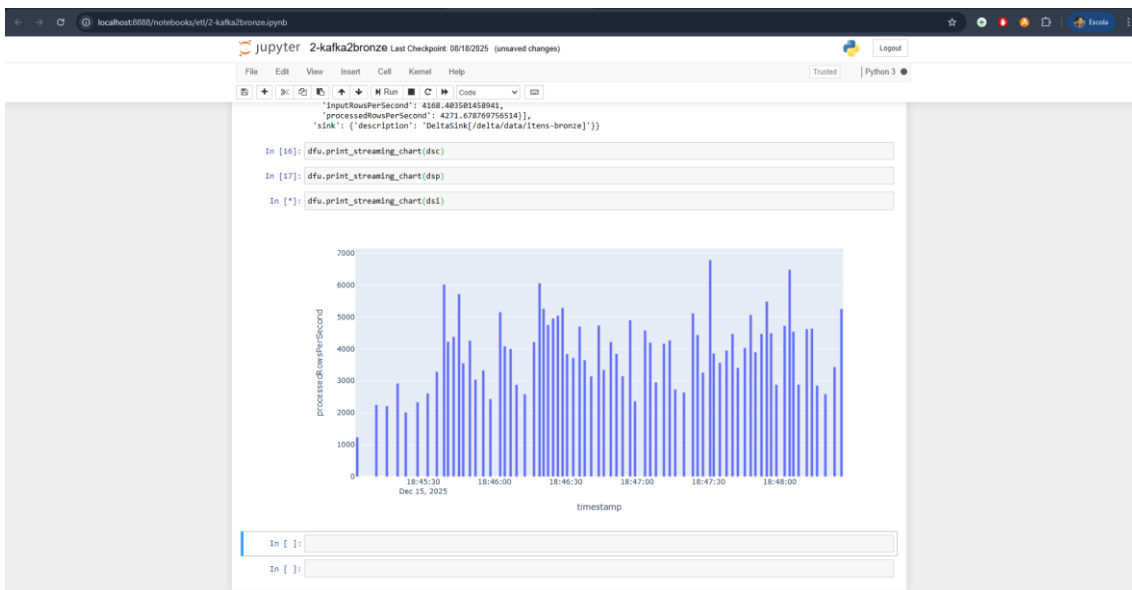 localhost:8888/notebooks/etl/2-kafka2bronze.ipynb
Escola
jupyter 2-kafka2bronze Last Checkpoint: 08/18/2025 (unsaved changes)
Logout
File Edit View Insert Cell Kernel Help
Trusted Python 3
Run Code
'inputRowsPerSecond': 4168.403501458941,
'processedRowsPerSecond': 4271.678769756514}],
'sink': {'description': 'DeltaSink[/delta/data/itens-bronze]'}}
In [16]: dfu.print_streaming_chart(dsc)
In [17]: dfu.print_streaming_chart(dsp)
In [*]: dfu.print_streaming_chart(dsi)
7000
6000
5000
4000
3000
2000
1000
0
processedRowsPerSecond
18:45:30 18:46:00 18:46:30 18:47:00 18:47:30 18:48:00
Dec 15, 2025
timestamp
In [ ]:
In [ ]: